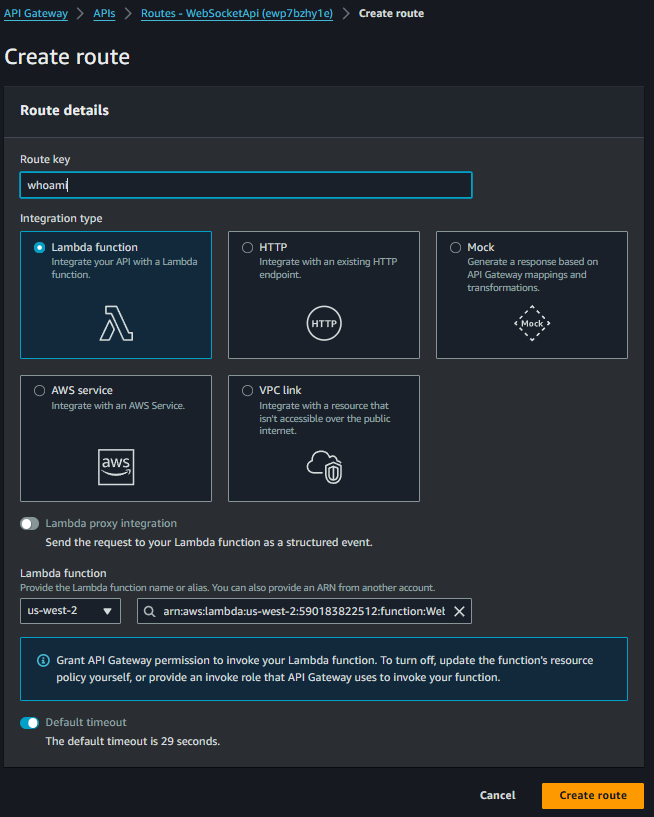 API Gateway > APIs > Routes - WebSocketApi (ewp7bzhy1e) > Create route
Create route
Route details
Route key
whoami
Integration type
Lambda function
Integrate your API with a Lambda
function.
HTTP
Integrate with an existing HTTP
endpoint.
HTTP
Mock
Generate a response based on
API Gateway mappings and
transformations.
Mock
AWS service
Integrate with an AWS Service.
aws
VPC link
Integrate with a resource that
isn't accessible over the public
internet.
Lambda proxy integration
Send the request to your Lambda function as a structured event.
Lambda function
Provide the Lambda function name or alias. You can also provide an ARN from another account.
us-west-2
arn:aws:lambda:us-west-2:590183822512:function:Web
Grant API Gateway permission to invoke your Lambda function. To turn off, update the function's resource
policy yourself, or provide an invoke role that API Gateway uses to invoke your function.
Default timeout
The default timeout is 29 seconds.
Cancel
Create route